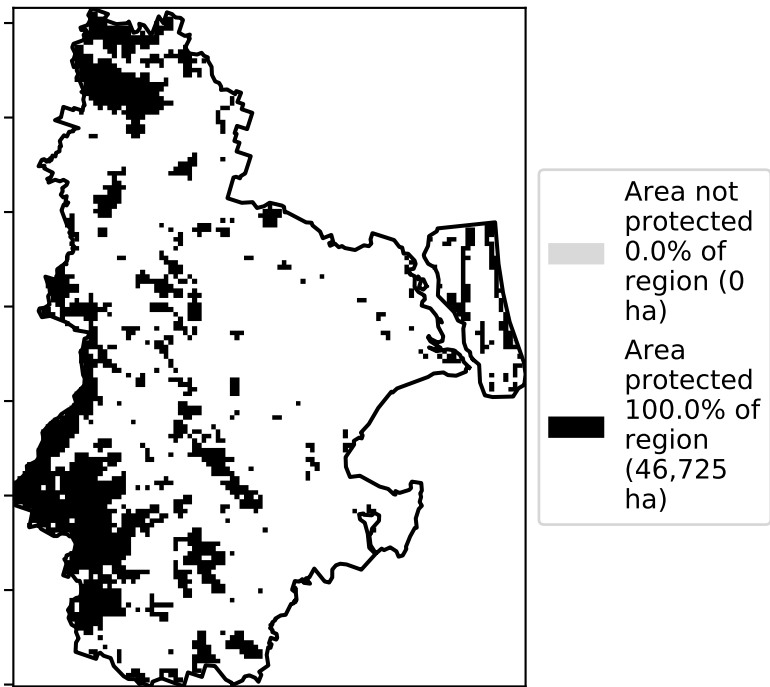 Area not
protected
0.0% of
region (0
ha)
Area
protected
100.0% of
region
(46,725
ha)